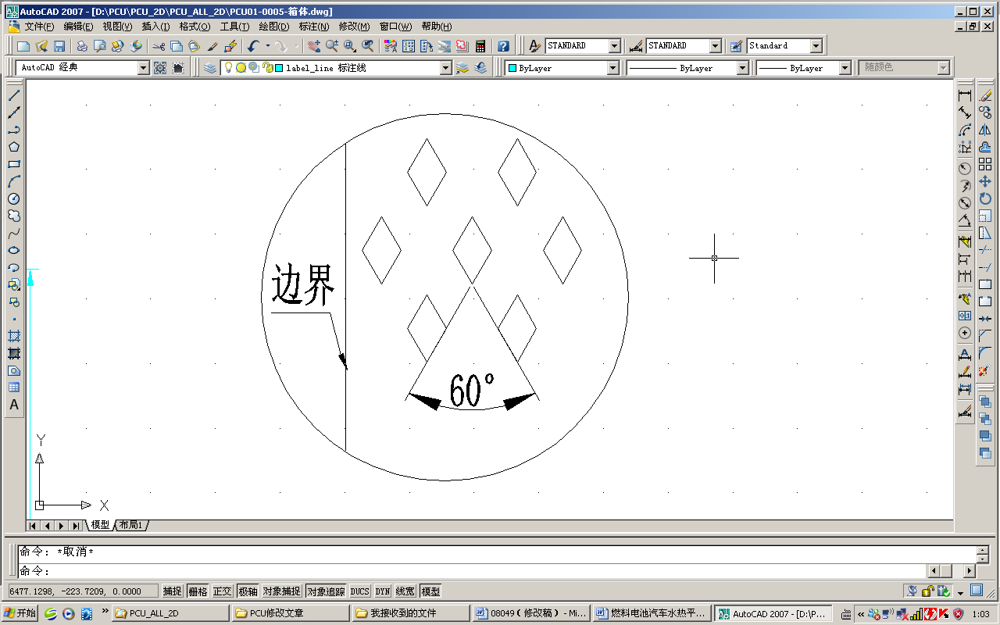 AutoCAD 2007 - [D:\PCU\PCU_2D\PCU_ALL_2D\PCU01-0005-箱体.dwg]
文件(F) 编辑(E) 视图(V) 插入(I) 格式(O) 工具(T) 绘图(D) 标注(N) 修改(M) 窗口(W) 帮助(H)
STANDARD STANDARD Standard
AutoCAD 经典 label_line 标注线 ByLayer ByLayer ByLayer 随颜色
边界
60°
Y
X
A
模型 布局1
命令: *取消*
命令:
6477.1298, -223.7209, 0.0000 捕捉 栅格 正交 极轴 对象捕捉 对象追踪 DUCS DYN 线宽 模型
开始 PCU_ALL_2D PCU修改文章 我接收到的文件 08049(修改稿) - Mi... 燃料电池汽车水热平... AutoCAD 2007 - [D:\P... 1:03